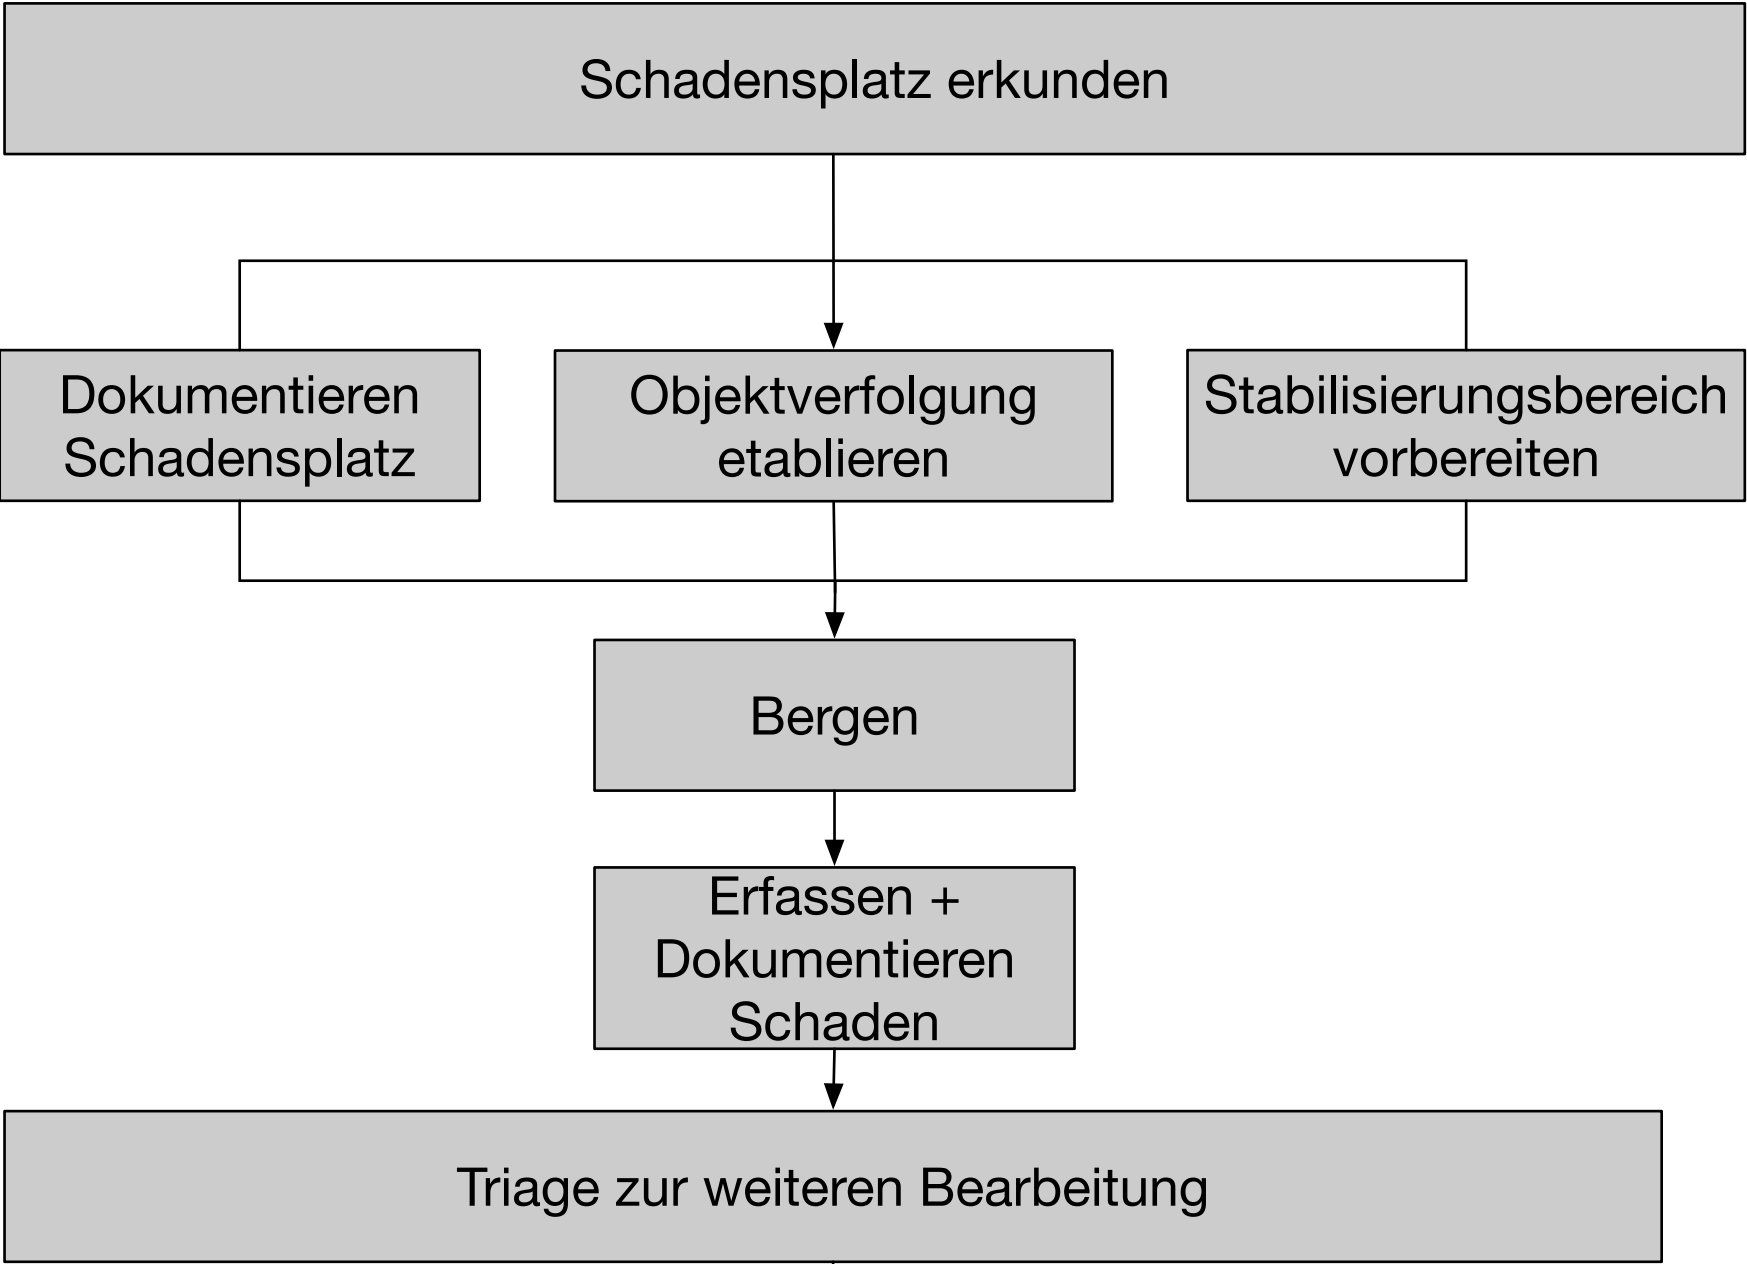 Schadensplatz erkunden
Dokumentieren
Schadensplatz
Objektverfolgung
etablieren
Stabilisierungsbereich
vorbereiten
Bergen
Erfassen +
Dokumentieren
Schaden
Triage zur weiteren Bearbeitung